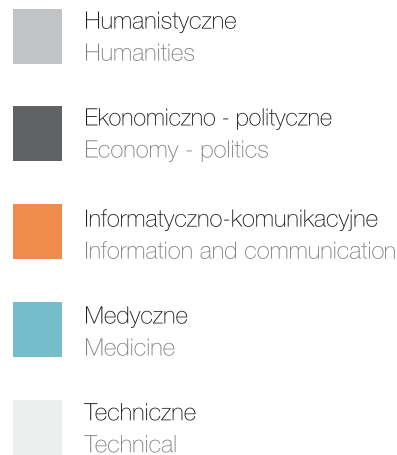 Humanistyczne
Humanities
Ekonomiczno - polityczne
Economy - politics
Informatyczno-komunikacyjne
Information and communication
Medyczne
Medicine
Techniczne
Technical